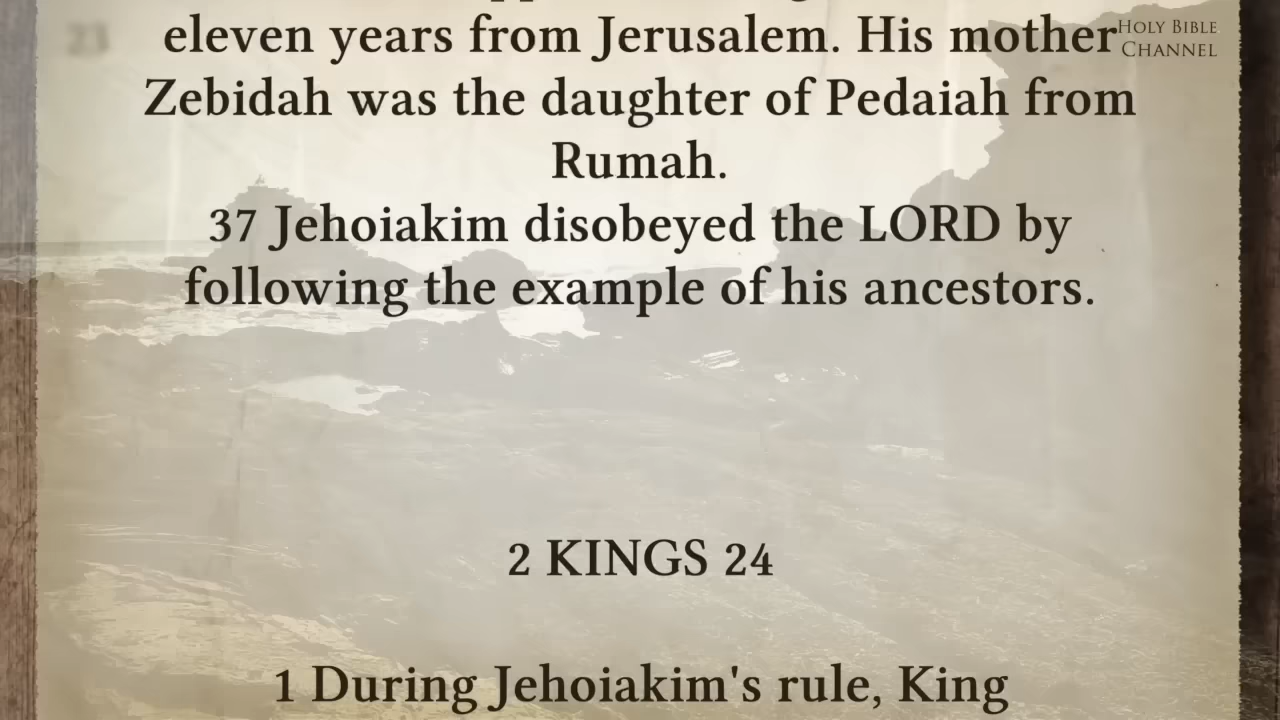 23
eleven years from Jerusalem. His mother
HOLY BIBLE
CHANNEL
Zebidah was the daughter of Pedaiah from
Rumah.
37 Jehoiakim disobeyed the LORD by
following the example of his ancestors.
2 KINGS 24
1 During Jehoiakim's rule, King